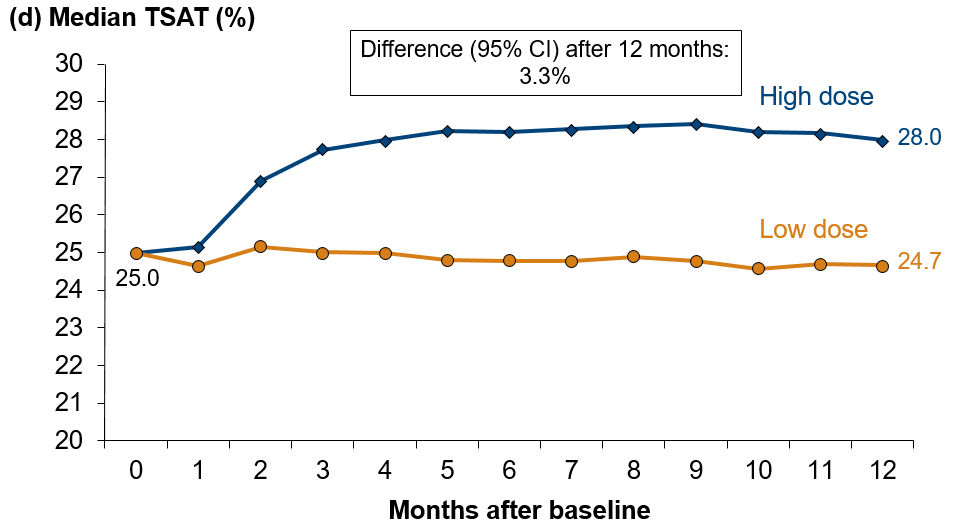 (d) Median TSAT (%)
Difference (95% CI) after 12 months:
3.3%
30
29
28
27
26
25
24
23
22
21
20
High dose
28.0
Low dose
24.7
25.0
0 1 2 3 4 5 6 7 8 9 10 11 12
Months after baseline